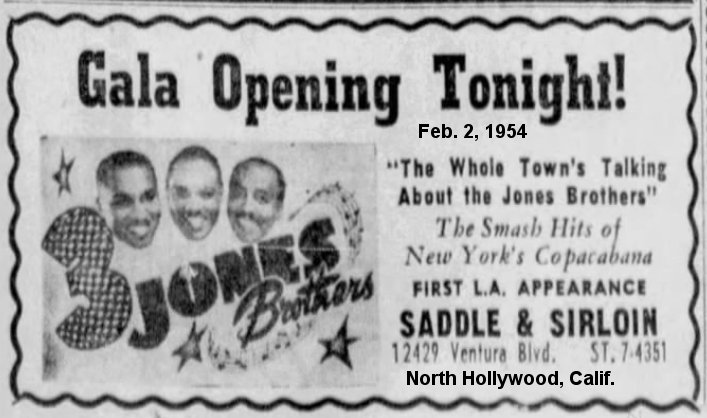 Gala Opening Tonight!
Feb. 2, 1954
3 JONES
Brothers
"The Whole Town's Talking
About the Jones Brothers"
The Smash Hits of
New York's Copacabana
FIRST L.A. APPEARANCE
SADDLE & SIRLOIN
12429 Ventura Blvd. ST. 7-4351
North Hollywood, Calif.